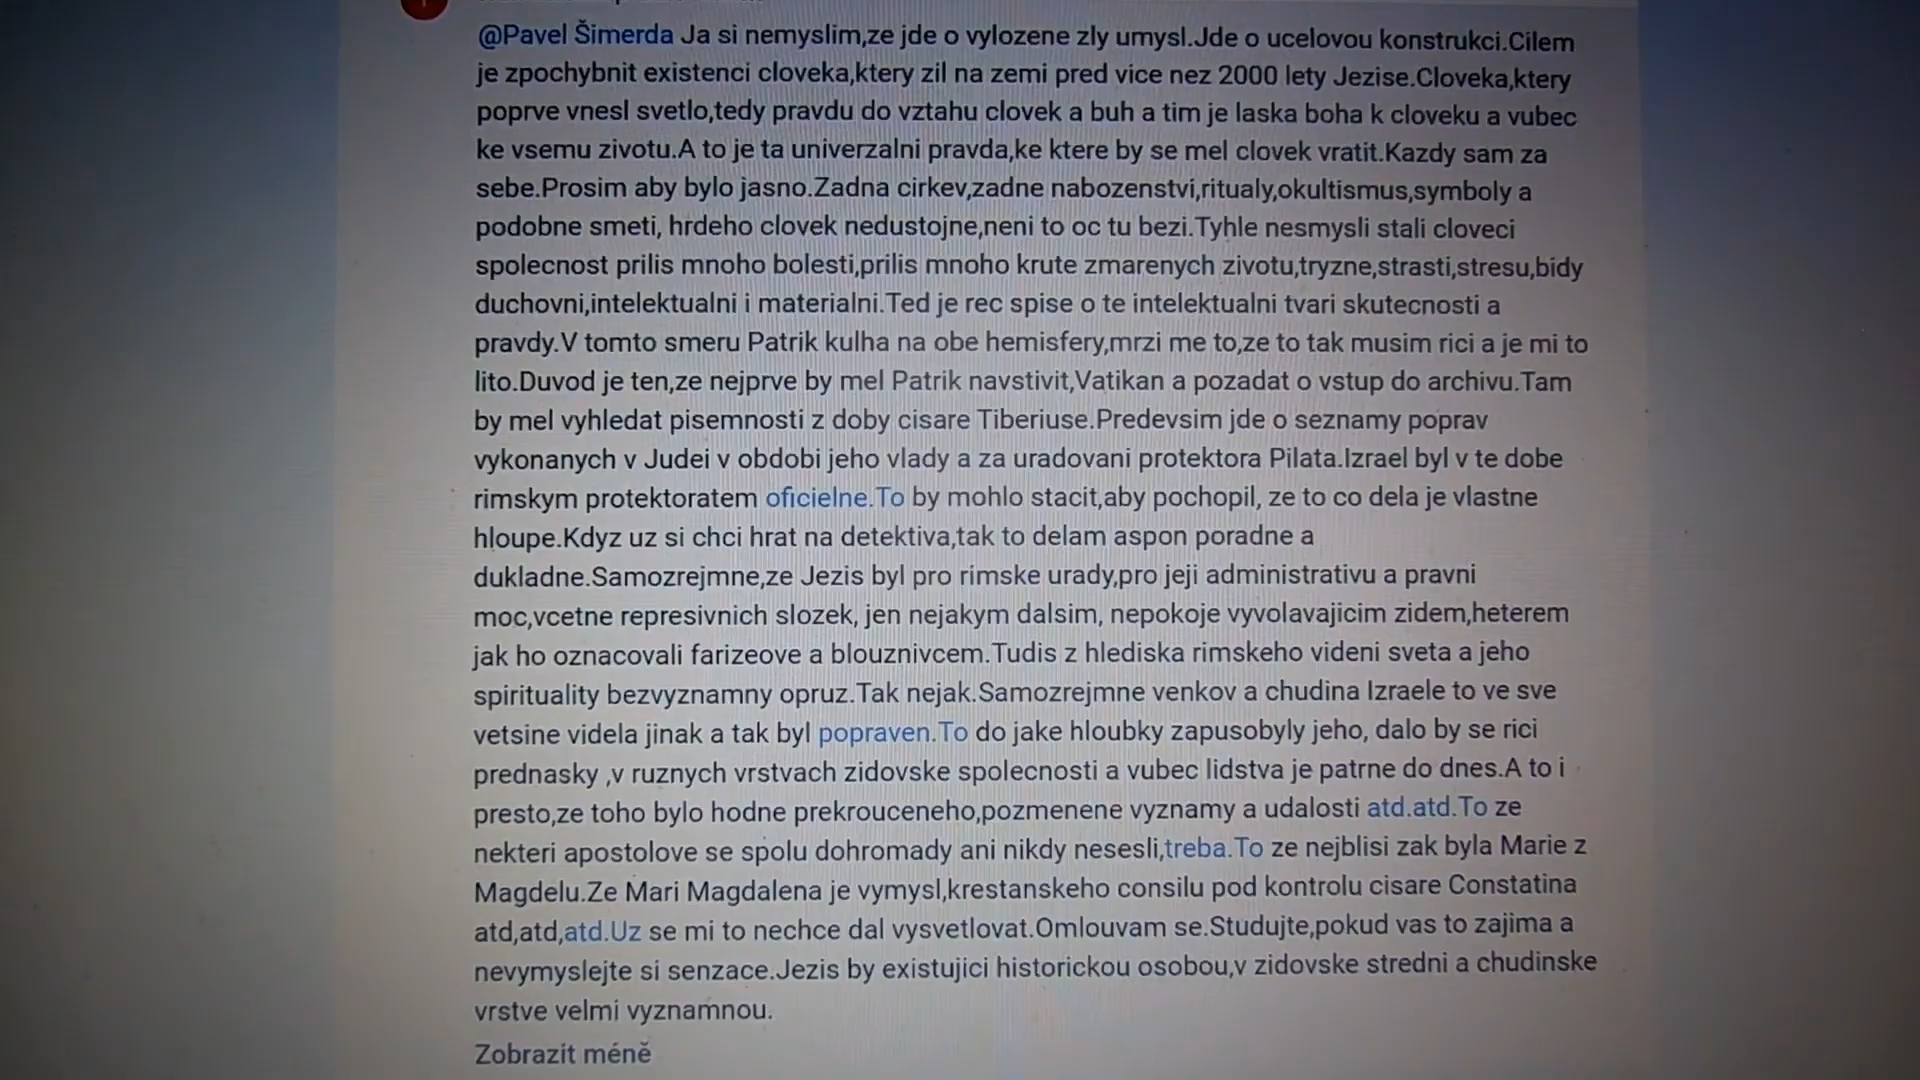 @Pavel Šimerda Ja si nemyslim,ze jde o vylozene zly umysl.Jde o ucelovou konstrukci.Cilem
je zpochybnit existenci cloveka,ktery zil na zemi pred vice nez 2000 lety Jezise.Cloveka,ktery
poprve vnesl svetlo,tedy pravdu do vztahu clovek a buh a tim je laska boha k cloveku a vubec
ke vsemu zivotu.A to je ta univerzalni pravda,ke ktere by se mel clovek vratit.Kazdy sam za
sebe.Prosim aby bylo jasno.Zadna cirkev,zadne nabozenstvi,ritualy,okultismus,symboly a
podobne smeti, hrdeho clovek nedustojne,neni to oc tu bezi.Tyhle nesmysli stali cloveci
spolecnost prilis mnoho bolesti,prilis mnoho krute zmarenych zivotu,tryzne,strasti,stresu,bidy
duchovni,intelektualni i materialni.Ted je rec spise o te intelektualni tvari skutecnosti a
pravdy.V tomto smeru Patrik kulha na obe hemisfery,mrzi me to,ze to tak musim rici a je mi to
lito.Duvod je ten,ze nejprve by mel Patrik navstivit,Vatikan a pozadat o vstup do archivu.Tam
by mel vyhledat pisemnosti z doby cisare Tiberiuse.Predevsim jde o seznamy poprav
vykonanych v Judei v obdobi jeho vlady a za uradovani protektora Pilata.Izrael byl v te dobe
rimskym protektoratem oficielne.To by mohlo stacit,aby pochopil, ze to co dela je vlastne
hloupe.Kdyz uz si chci hrat na detektiva,tak to delam aspon poradne a
dukladne.Samozrejmne,ze Jezis byl pro rimske urady,pro jeji administrativu a pravni
moc,vcetne represivnich slozek, jen nejakym dalsim, nepokoje vyvolavajicim zidem,heterem
jak ho oznacovali farizeove a blouznivcem.Tudis z hlediska rimskeho videni sveta a jeho
spirituality bezvyznamny opruz.Tak nejak.Samozrejmne venkov a chudina Izraele to ve sve
vetsine videla jinak a tak byl popraven.To do jake hloubky zapusobyly jeho, dalo by se rici
prednasky ,v ruznych vrstvach zidovske spolecnosti a vubec lidstva je patrne do dnes.A to i
presto,ze toho bylo hodne prekrouceneho,pozmenene vyznamy a udalosti atd.atd.To ze
nekteri apostolove se spolu dohromady ani nikdy nesesli,treba.To ze nejblisi zak byla Marie z
Magdelu.Ze Mari Magdalena je vymysl,krestanskeho consilu pod kontrolu cisare Constatina
atd,atd,atd.Uz se mi to nechce dal vysvetlovat.Omlouvam se.Studujte,pokud vas to zajima a
nevymyslejte si senzace.Jezis by existujici historickou osobou,v zidovske stredni a chudinske
vrstve velmi vyznamnou.
Zobrazit méně